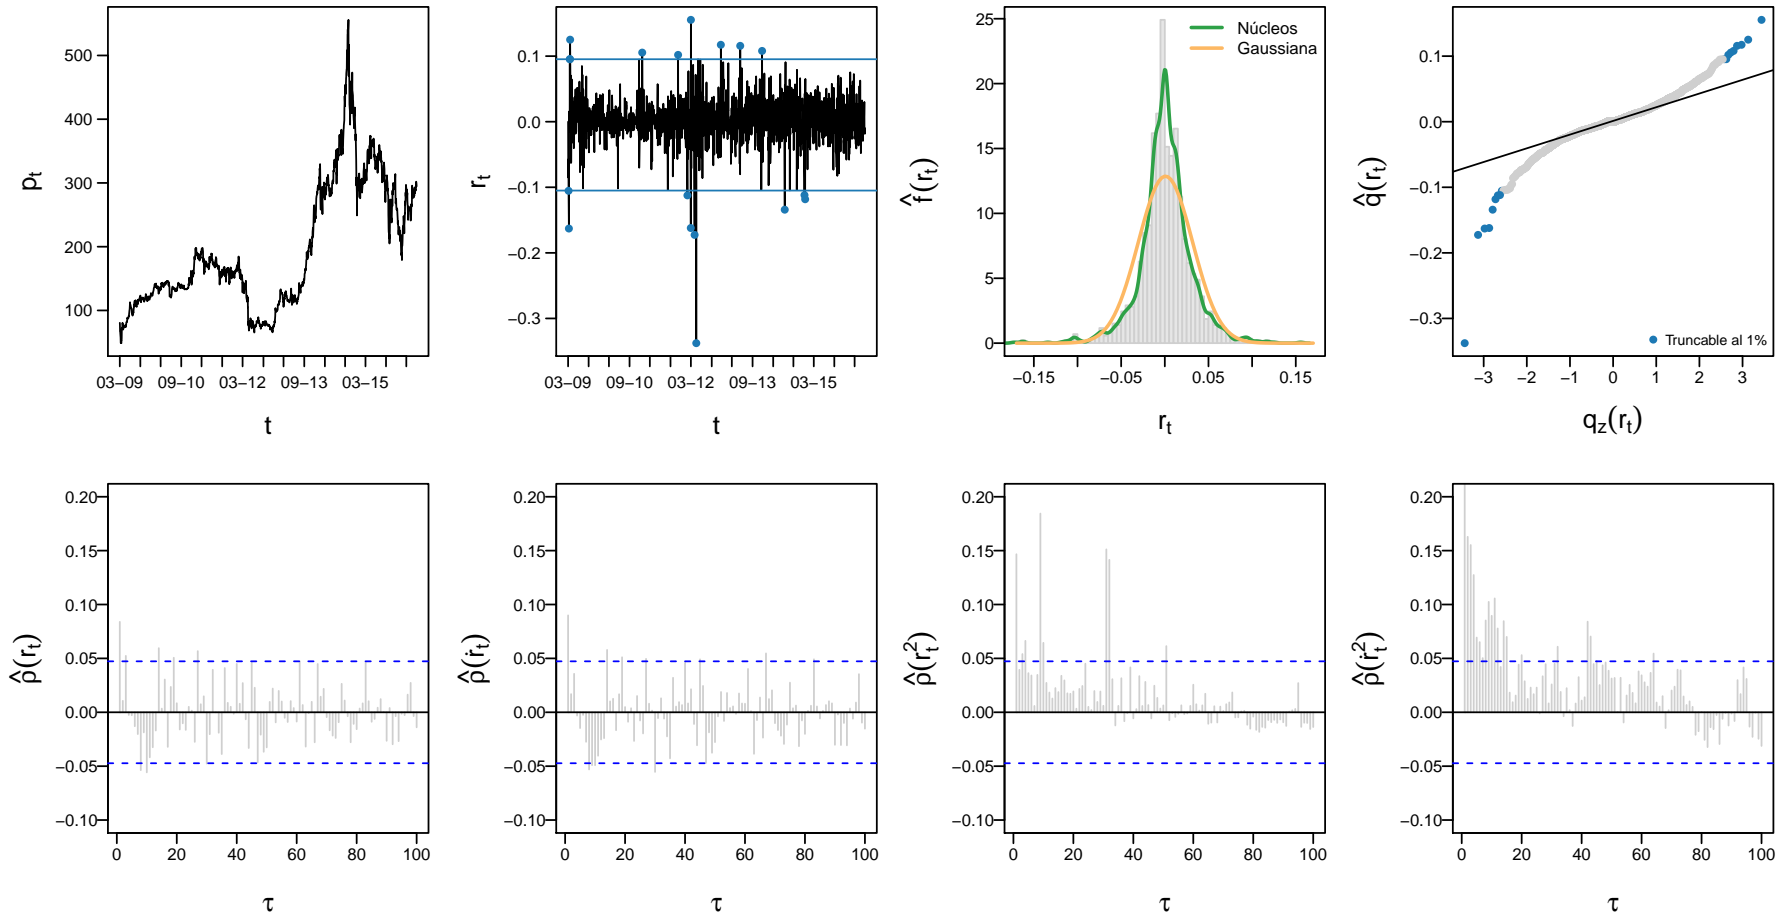 500
400
300
200
100
p_t
03−09 09−10 03−12 09−13 03−15
t
0.1
0.0
−0.1
−0.2
−0.3
r_t
03−09 09−10 03−12 09−13 03−15
t
25
20
15
10
5
0
f̂(r_t)
Núcleos
Gaussiana
−0.15 −0.05 0.05 0.15
r_t
0.1
0.0
−0.1
−0.2
−0.3
q̂(r_t)
Truncable al 1%
−3 −2 −1 0 1 2 3
q_z(r_t)
0.20
0.15
0.10
0.05
0.00
−0.05
−0.10
ρ̂(r_t)
0 20 40 60 80 100
τ
0.20
0.15
0.10
0.05
0.00
−0.05
−0.10
ρ̂(ṙ_t)
0 20 40 60 80 100
τ
0.20
0.15
0.10
0.05
0.00
−0.05
−0.10
ρ̂(r_t^2)
0 20 40 60 80 100
τ
0.20
0.15
0.10
0.05
0.00
−0.05
−0.10
ρ̂(ṙ_t^2)
0 20 40 60 80 100
τ